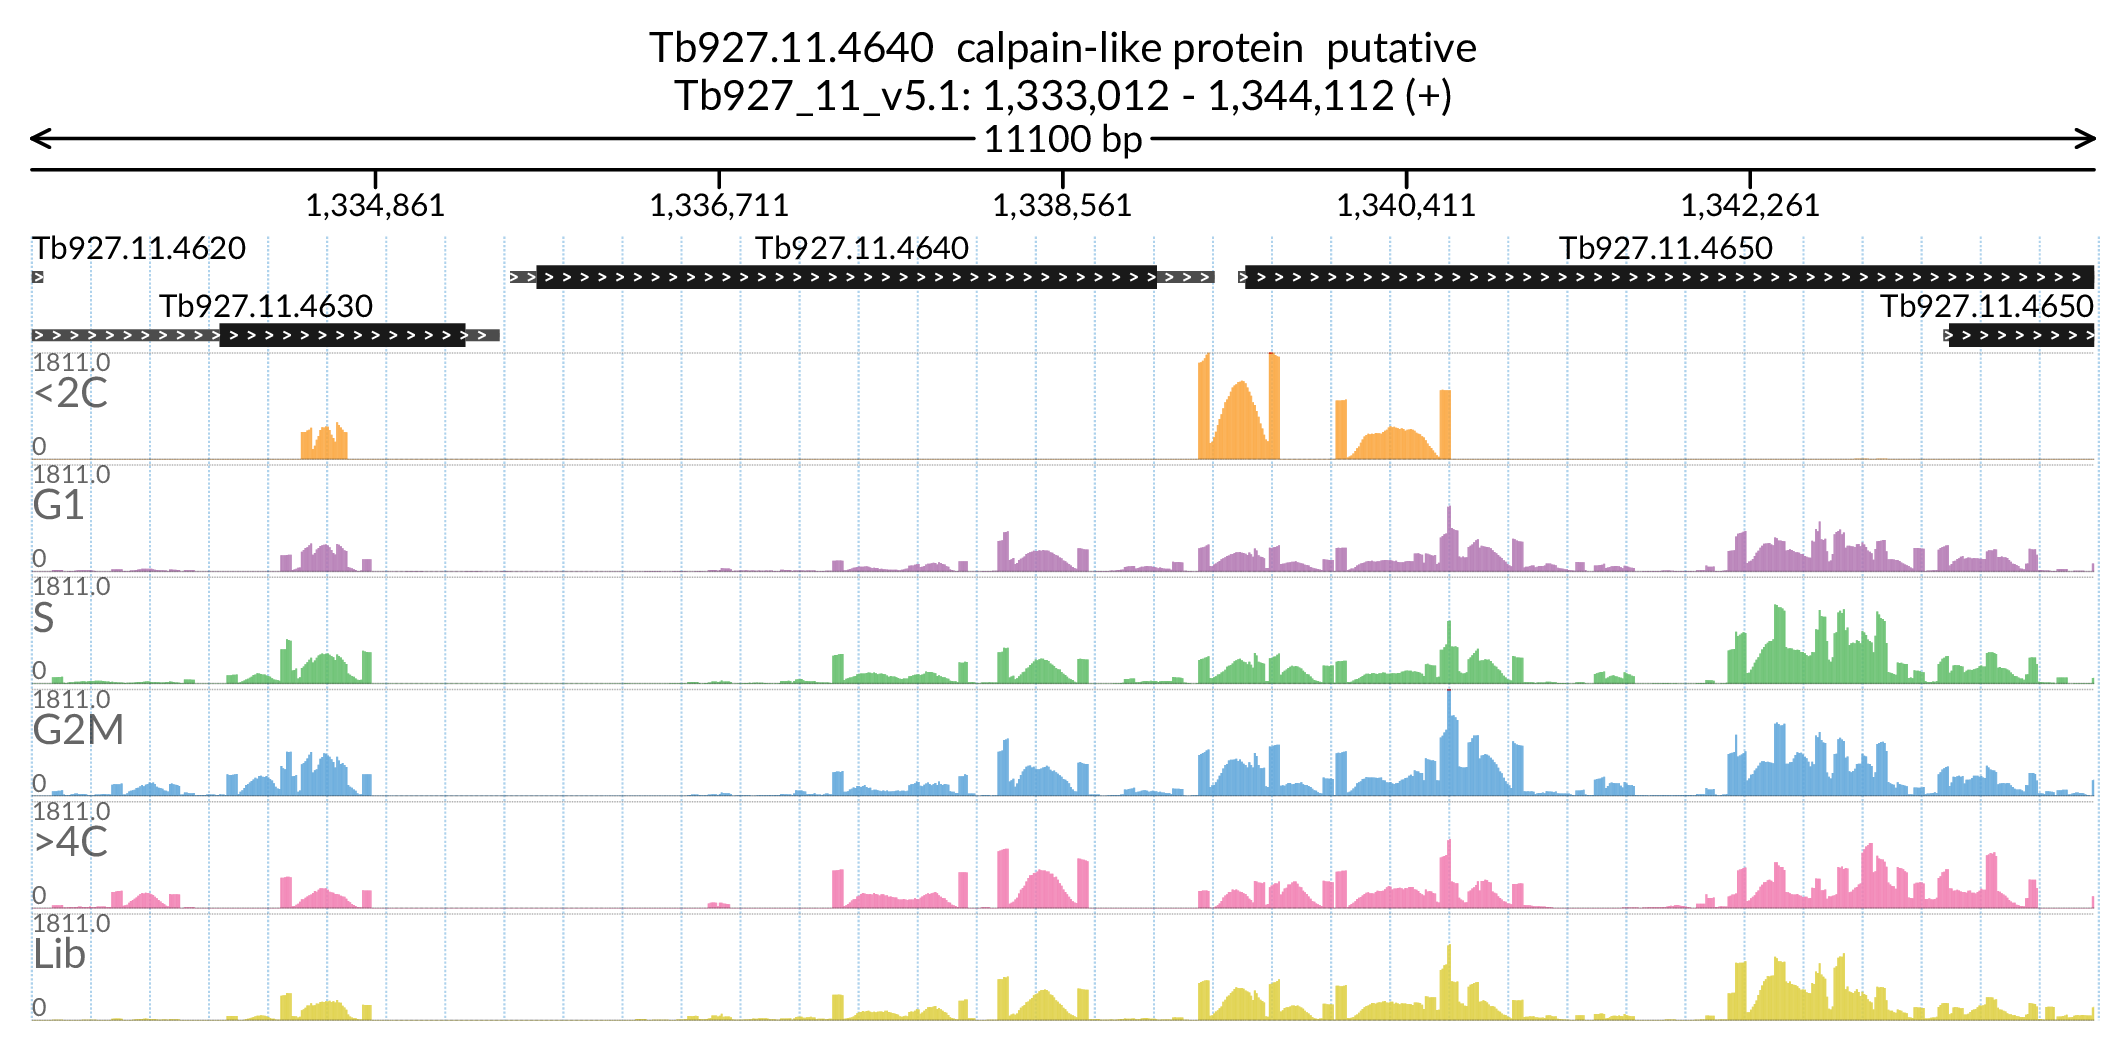 Tb927.11.4640  calpain-like protein  putative
Tb927_11_v5.1: 1,333,012 - 1,344,112 (+)
11100 bp
1,334,861 1,336,711 1,338,561 1,340,411 1,342,261
Tb927.11.4620 Tb927.11.4640 Tb927.11.4650
Tb927.11.4630 Tb927.11.4650
1811.0
<2C
0
1811.0
G1
0
1811.0
S
0
1811.0
G2M
0
1811.0
>4C
0
1811.0
Lib
0